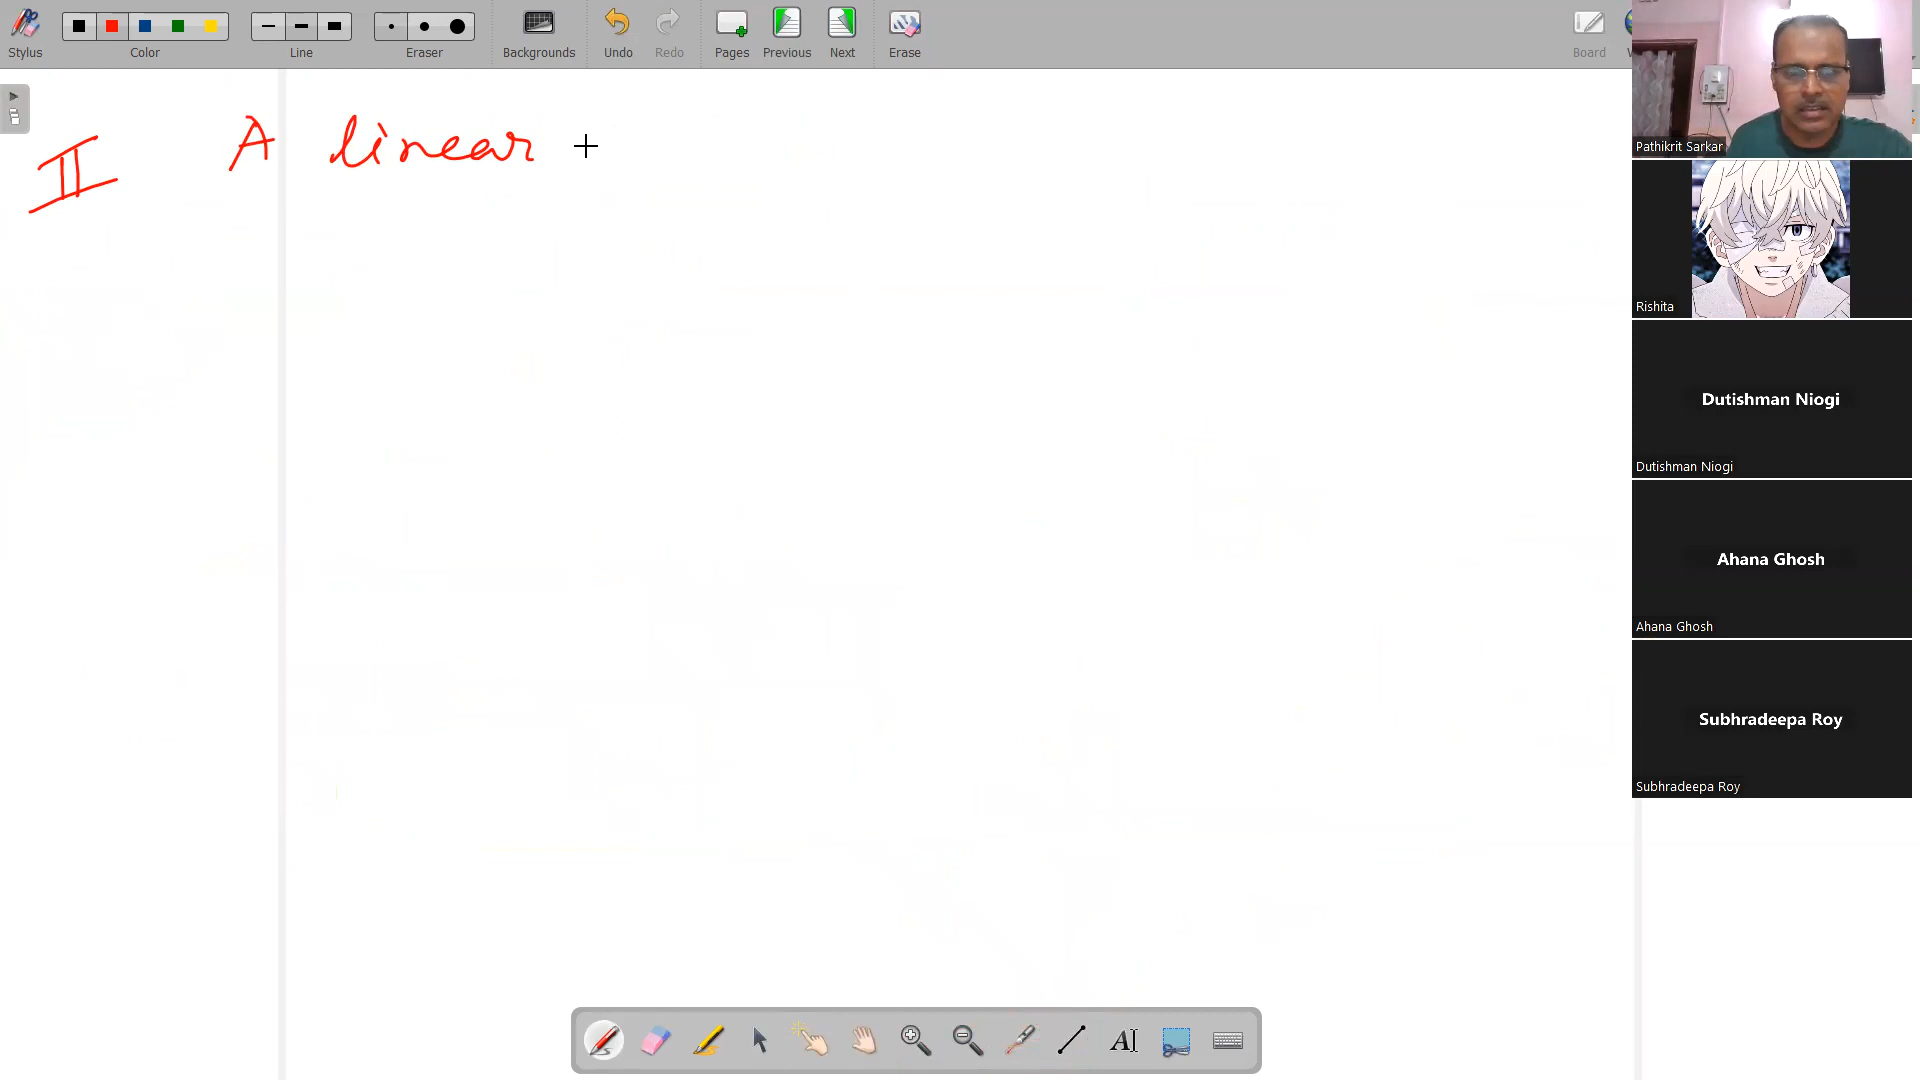 Stylus Color Line Eraser Backgrounds Undo Redo Pages Previous Next Erase Board
II A linear
Pathikrit Sarkar
Rishita
Dutishman Niogi
Dutishman Niogi
Ahana Ghosh
Ahana Ghosh
Subhradeepa Roy
Subhradeepa Roy